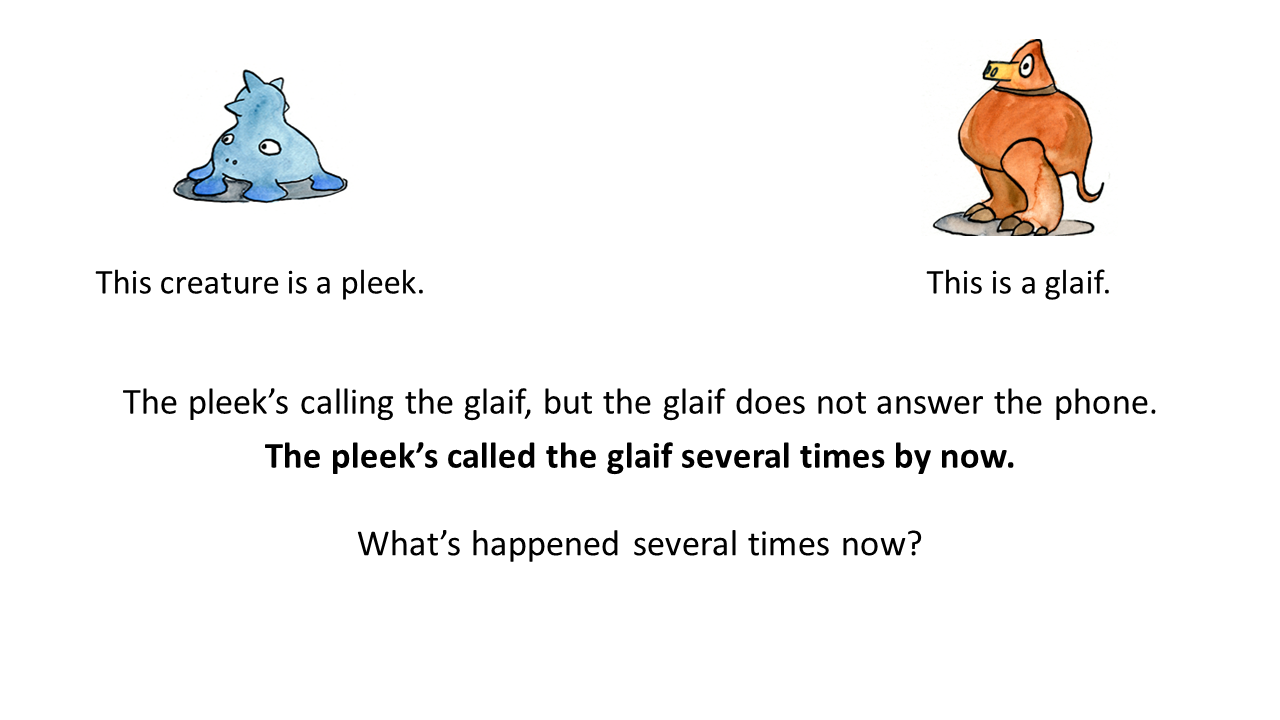 This creature is a pleek.
This is a glaif.
The pleek’s calling the glaif, but the glaif does not answer the phone.
The pleek’s called the glaif several times by now.
What’s happened several times now?